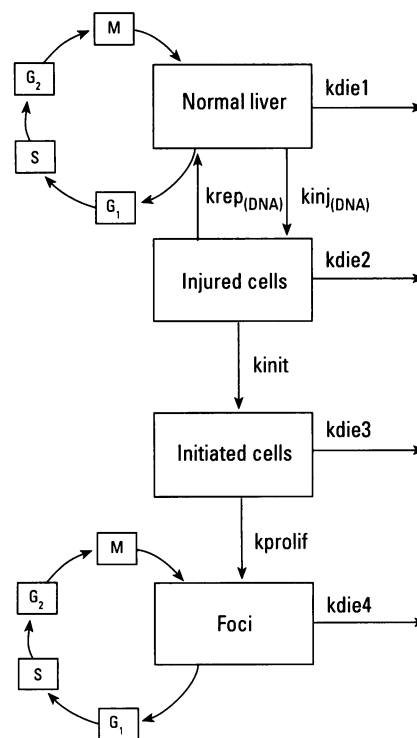 M
G₂
Normal liver
kdie1
S
G₁
krep(DNA)
kinj(DNA)
Injured cells
kdie2
kinit
Initiated cells
kdie3
kprolif
M
G₂
Foci
kdie4
S
G₁